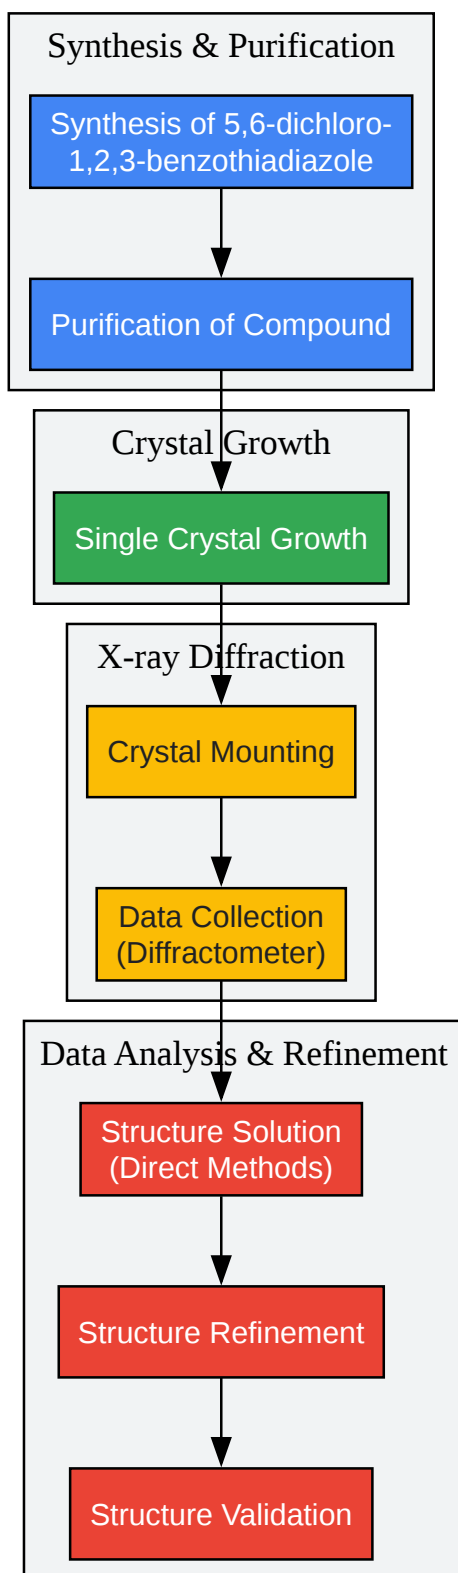 Synthesis & Purification
Synthesis of 5,6-dichloro-
1,2,3-benzothiadiazole
Purification of Compound
Crystal Growth
Single Crystal Growth
X-ray Diffraction
Crystal Mounting
Data Collection
(Diffractometer)
Data Analysis & Refinement
Structure Solution
(Direct Methods)
Structure Refinement
Structure Validation